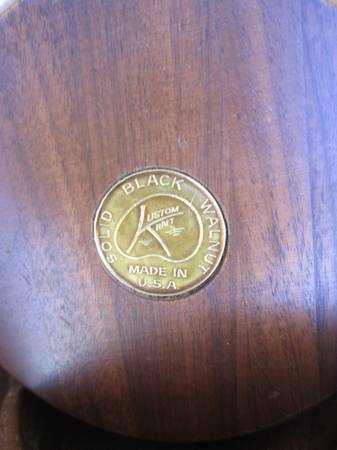 SOLID BLACK WALNUT
KUSTOM
KRAFT
MADE IN
U.S.A.